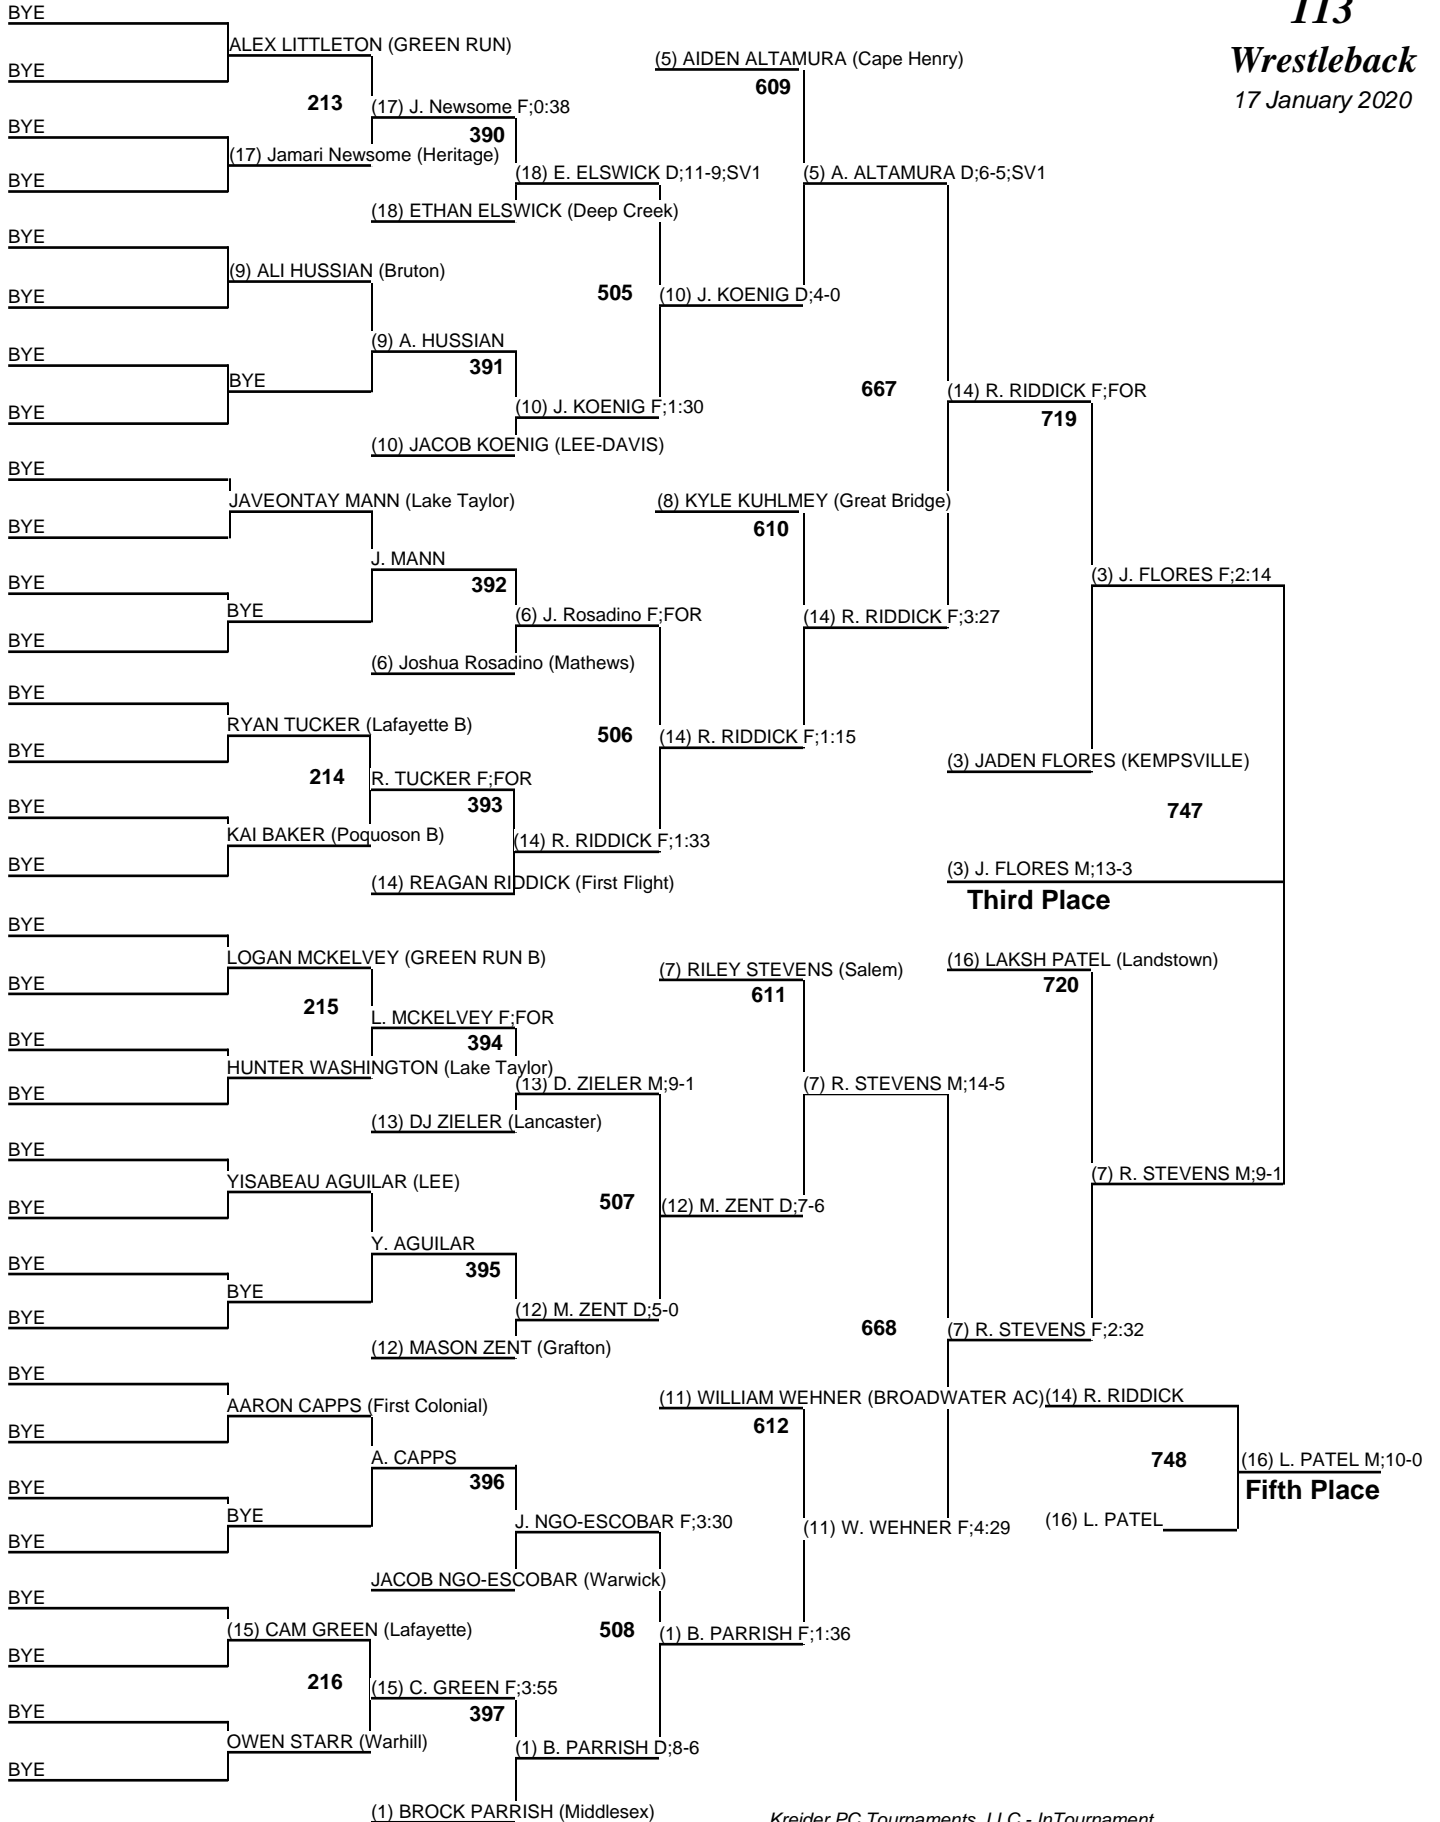 113
Wrestleback
17 January 2020
BYE
ALEX LITTLETON (GREEN RUN)
BYE
213
(17) J. Newsome F;0:38
BYE
390
(17) Jamari Newsome (Heritage)
BYE
(18) E. ELSWICK D;11-9;SV1
(18) ETHAN ELSWICK (Deep Creek)
BYE
(9) ALI HUSSIAN (Bruton)
BYE
505
(10) J. KOENIG D;4-0
(5) AIDEN ALTAMURA (Cape Henry)
609
(5) A. ALTAMURA D;6-5;SV1
BYE
(9) A. HUSSIAN
391
BYE
BYE
(10) J. KOENIG F;1:30
(10) JACOB KOENIG (LEE-DAVIS)
667
(14) R. RIDDICK F;FOR
719
BYE
JAVEONTAY MANN (Lake Taylor)
BYE
(8) KYLE KUHLMEY (Great Bridge)
610
J. MANN
392
BYE
BYE
BYE
(6) J. Rosadino F;FOR
(6) Joshua Rosadino (Mathews)
(14) R. RIDDICK F;3:27
(3) J. FLORES F;2:14
BYE
RYAN TUCKER (Lafayette B)
BYE
506
(14) R. RIDDICK F;1:15
214
R. TUCKER F;FOR
393
BYE
KAI BAKER (Poquoson B)
BYE
(14) R. RIDDICK F;1:33
(14) REAGAN RIDDICK (First Flight)
(3) JADEN FLORES (KEMPSVILLE)
747
(3) J. FLORES M;13-3
Third Place
BYE
LOGAN MCKELVEY (GREEN RUN B)
BYE
(7) RILEY STEVENS (Salem)
611
(16) LAKSH PATEL (Landstown)
720
215
L. MCKELVEY F;FOR
394
BYE
HUNTER WASHINGTON (Lake Taylor)
BYE
(13) D. ZIELER M;9-1
(13) DJ ZIELER (Lancaster)
(7) R. STEVENS M;14-5
BYE
YISABEAU AGUILAR (LEE)
BYE
507
(12) M. ZENT D;7-6
(7) R. STEVENS M;9-1
Y. AGUILAR
395
BYE
BYE
BYE
(12) M. ZENT D;5-0
(12) MASON ZENT (Grafton)
668
(7) R. STEVENS F;2:32
BYE
AARON CAPPS (First Colonial)
BYE
(11) WILLIAM WEHNER (BROADWATER AC)
612
(14) R. RIDDICK
748
(16) L. PATEL M;10-0
Fifth Place
A. CAPPS
396
BYE
BYE
BYE
J. NGO-ESCOBAR F;3:30
(11) W. WEHNER F;4:29
(16) L. PATEL
JACOB NGO-ESCOBAR (Warwick)
BYE
(15) CAM GREEN (Lafayette)
BYE
508
(1) B. PARRISH F;1:36
216
(15) C. GREEN F;3:55
397
BYE
OWEN STARR (Warhill)
BYE
(1) B. PARRISH D;8-6
(1) BROCK PARRISH (Middlesex)
Kreider PC Tournaments, LLC - InTournament